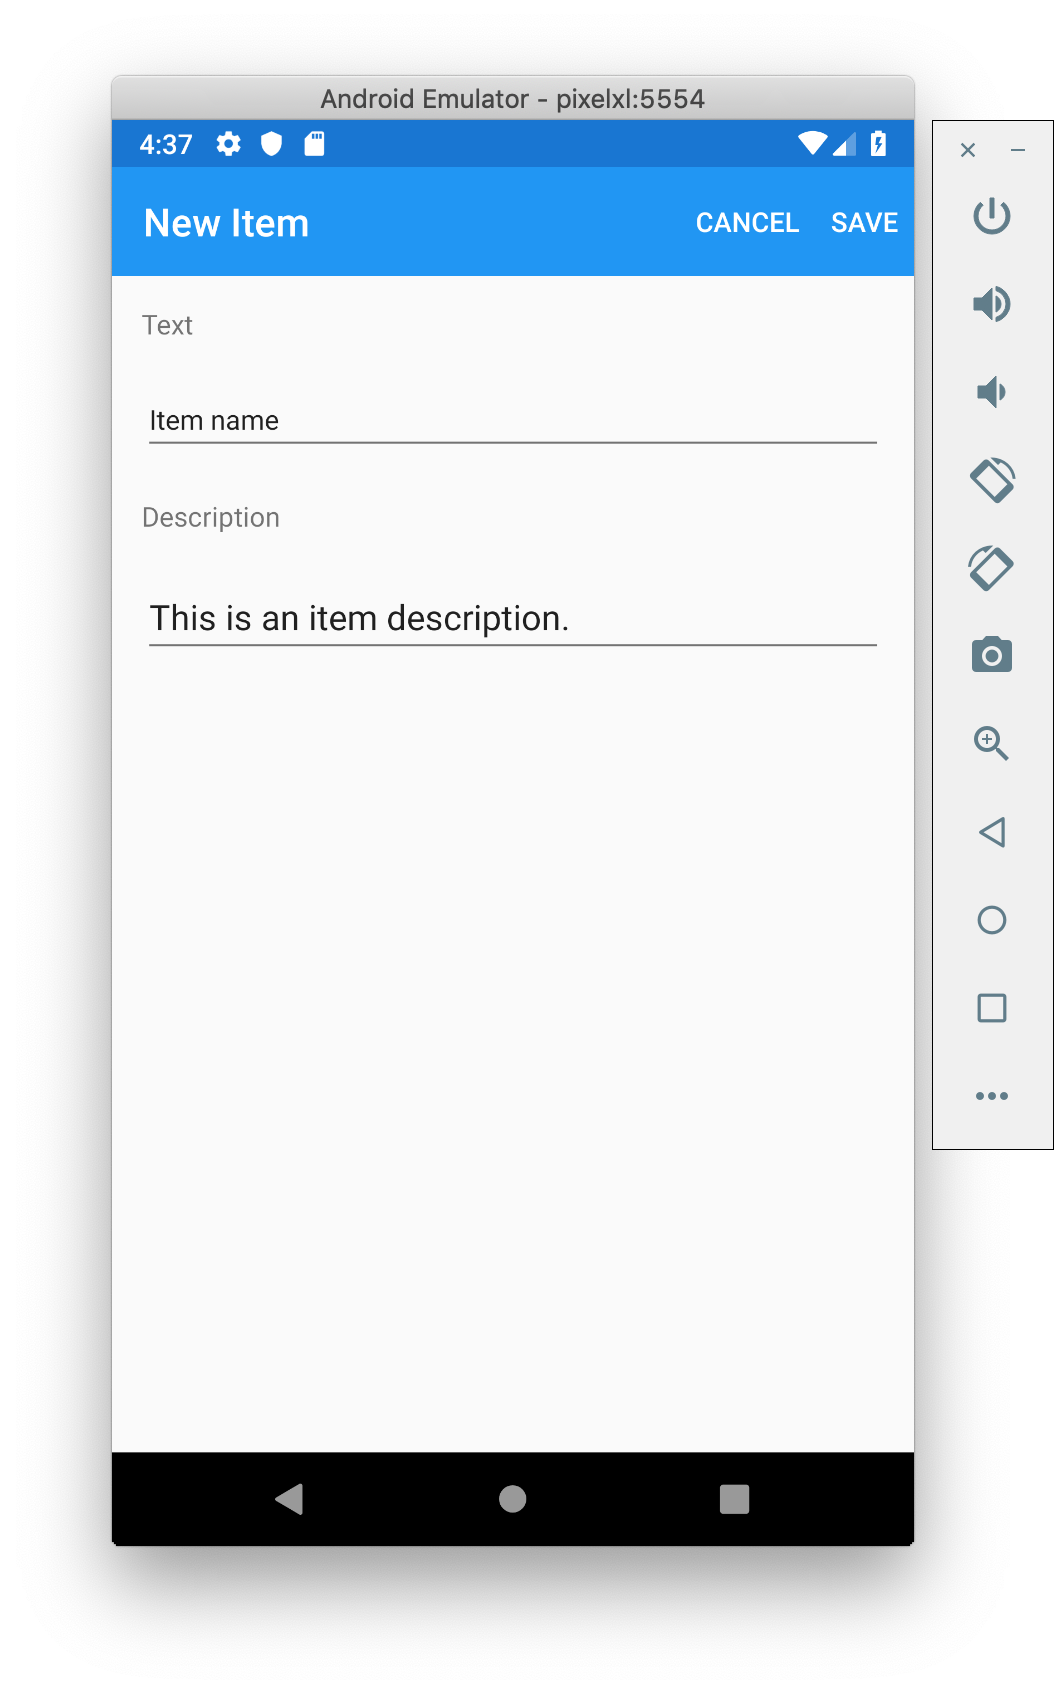 Android Emulator - pixelxl:5554
4:37
New Item CANCEL SAVE
Text
Item name
Description
This is an item description.